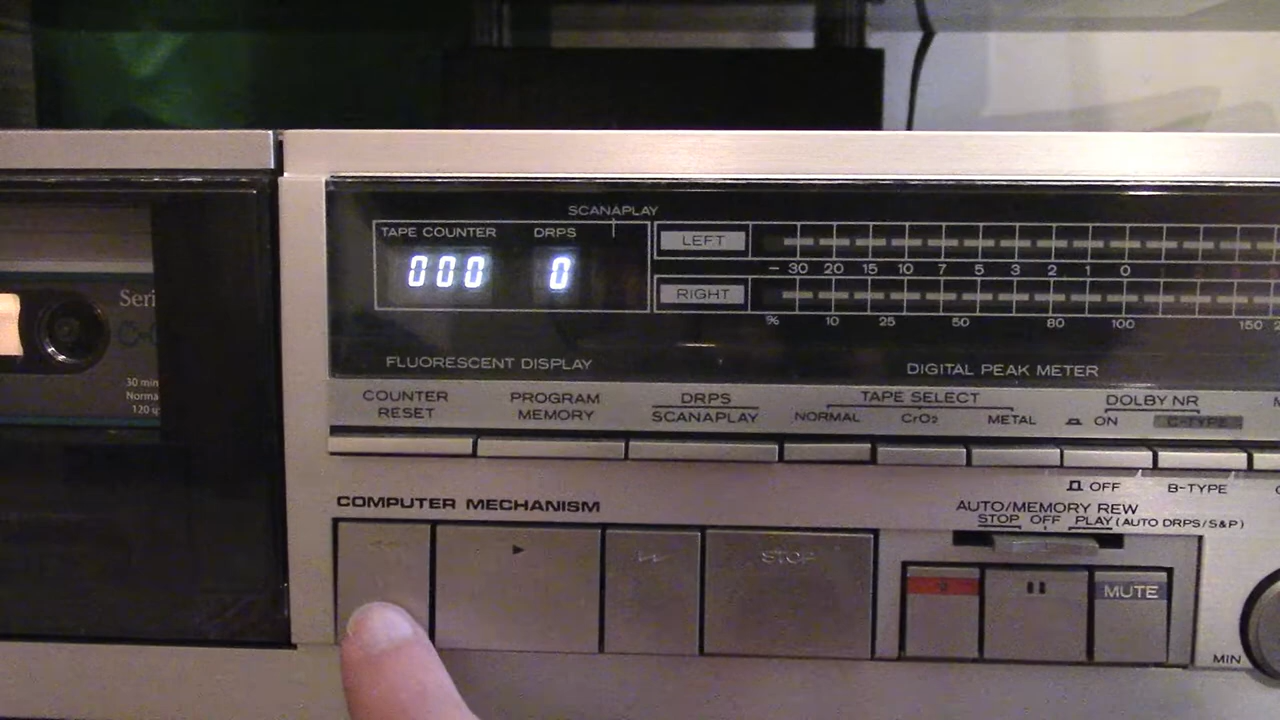 Seri
30 min
Norma
120 µ
SCANAPLAY
TAPE COUNTER DRPS
000 0
LEFT
– 30 20 15 10 7 5 3 2 1 0
RIGHT
% 10 25 50 80 100 150
FLUORESCENT DISPLAY
DIGITAL PEAK METER
COUNTER RESET
PROGRAM MEMORY
DRPS
SCANAPLAY
TAPE SELECT
NORMAL CrO2 METAL
DOLBY NR
ON C-TYPE
OFF B-TYPE
COMPUTER MECHANISM
AUTO/MEMORY REW
STOP OFF PLAY (AUTO DRPS/S&P)
STOP
MUTE
MIN